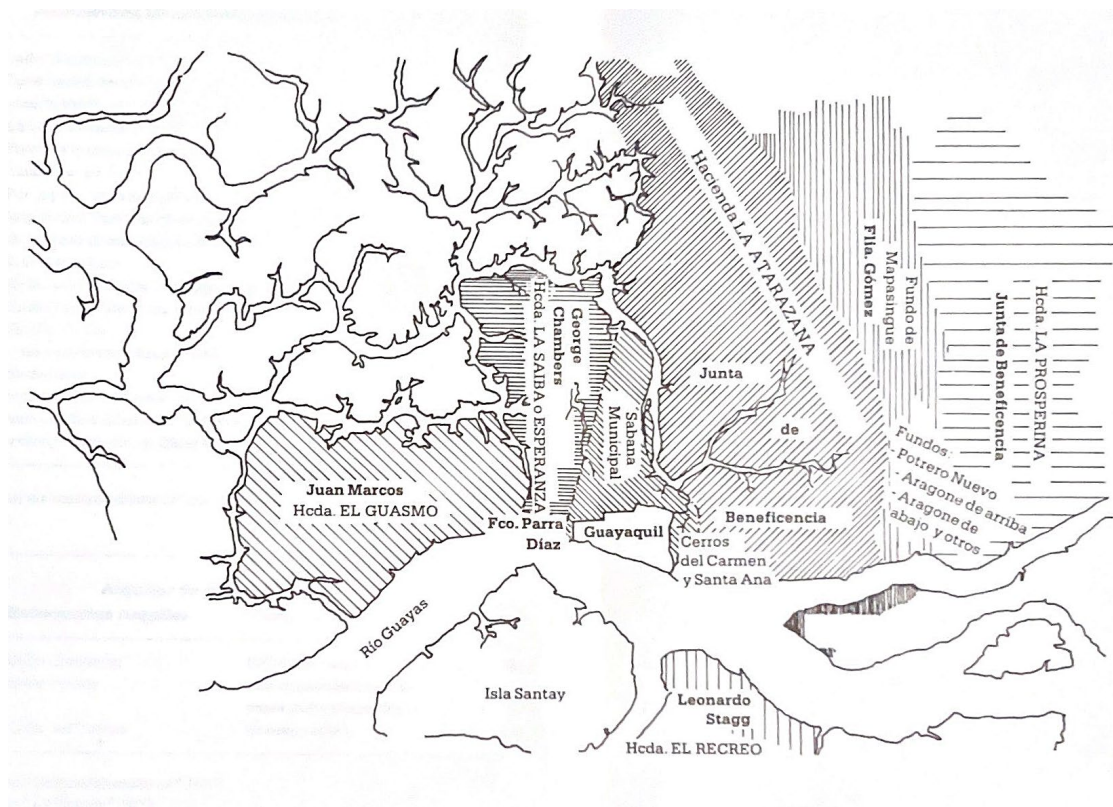 Hacienda LA ATARAZANA
Junta
de
Beneficencia
Fundo de
Mapasingue
Flia. Gómez
Hcda. LA PROSPERINA
Junta de Beneficencia
Fundos:
- Potrero Nuevo
- Aragone de arriba
- Aragone de
abajo y otros
George
Chambers
Hcda. LA SAIBA o ESPERANZA
Sabana
Municipal
Juan Marcos
Hcda. EL GUASMO
Fco. Parra
Díaz
Guayaquil
Cerros
del Carmen
y Santa Ana
Río Guayas
Isla Santay
Leonardo
Stagg
Hcda. EL RECREO